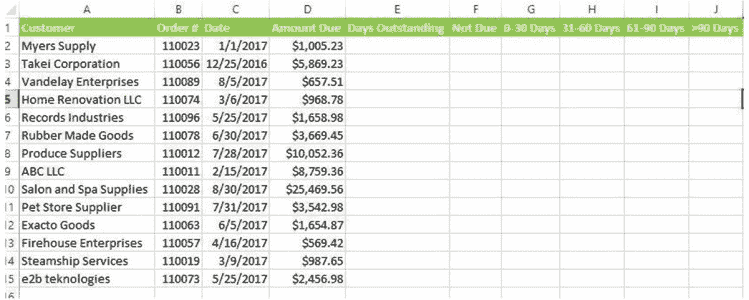 A B C D E F G H I J
1 Customer Order # Date Amount Due Days Outstanding Not Due 0-30 Days 31-60 Days 61-90 Days >90 Days
2 Myers Supply 110023 1/1/2017 $1,005.23
3 Takei Corporation 110056 12/25/2016 $5,869.23
4 Vandelay Enterprises 110089 8/5/2017 $657.51
5 Home Renovation LLC 110074 3/6/2017 $968.78
6 Records Industries 110096 5/25/2017 $1,658.98
7 Rubber Made Goods 110078 6/30/2017 $3,669.45
8 Produce Suppliers 110012 7/28/2017 $10,052.36
9 ABC LLC 110011 2/15/2017 $8,759.36
10 Salon and Spa Supplies 110028 8/30/2017 $25,469.56
11 Pet Store Supplier 110091 7/31/2017 $3,542.98
12 Exacto Goods 110063 6/5/2017 $1,654.87
13 Firehouse Enterprises 110057 4/16/2017 $569.42
14 Steamship Services 110019 3/9/2017 $987.65
15 e2b teknologies 110073 5/25/2017 $2,456.98
16